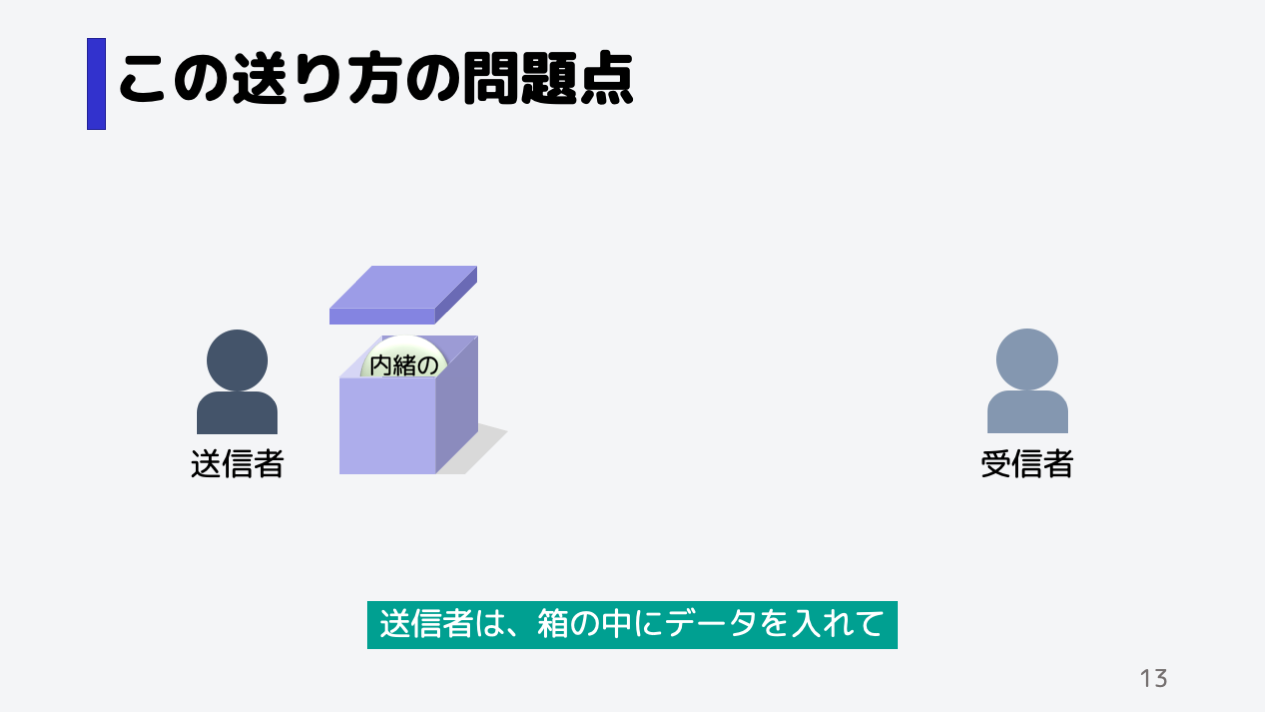 この送り方の問題点
内緒の
送信者
受信者
送信者は、箱の中にデータを入れて
13